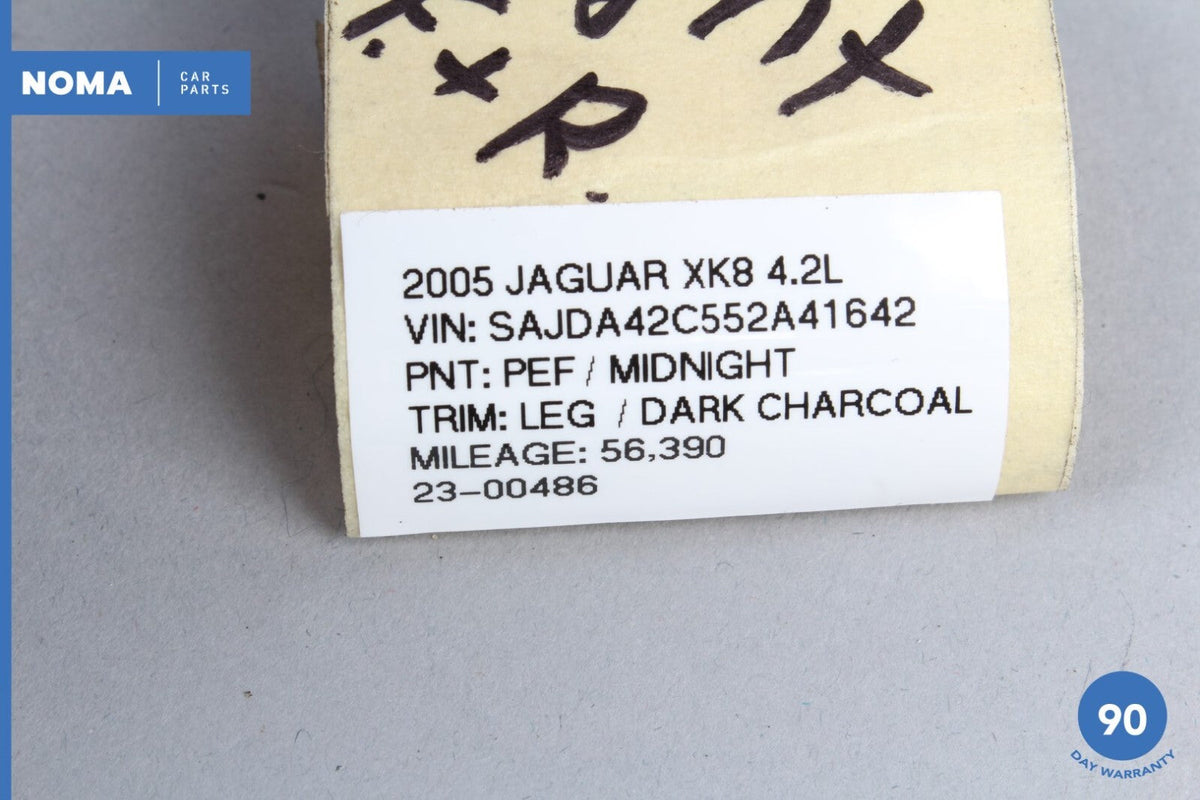 NOMA
CAR
PARTS
R
2005 JAGUAR XK8 4.2L
VIN: SAJDA42C552A41642
PNT: PEF / MIDNIGHT
TRIM: LEG / DARK CHARCOAL
MILEAGE: 56,390
23-00486
90
DAY WARRANTY